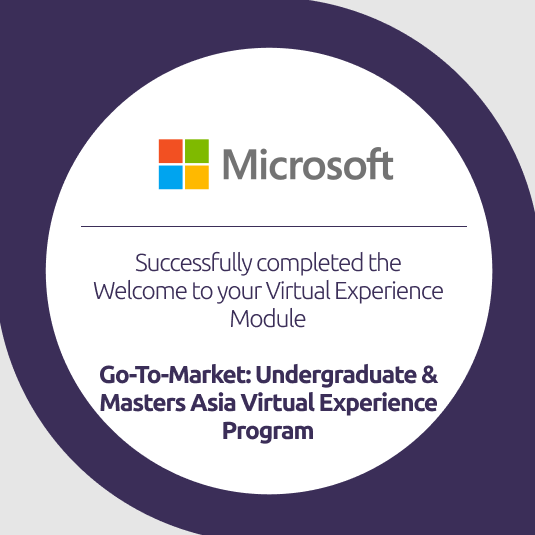 Microsoft
Successfully completed the
Welcome to your Virtual Experience
Module
Go-To-Market: Undergraduate &
Masters Asia Virtual Experience
Program